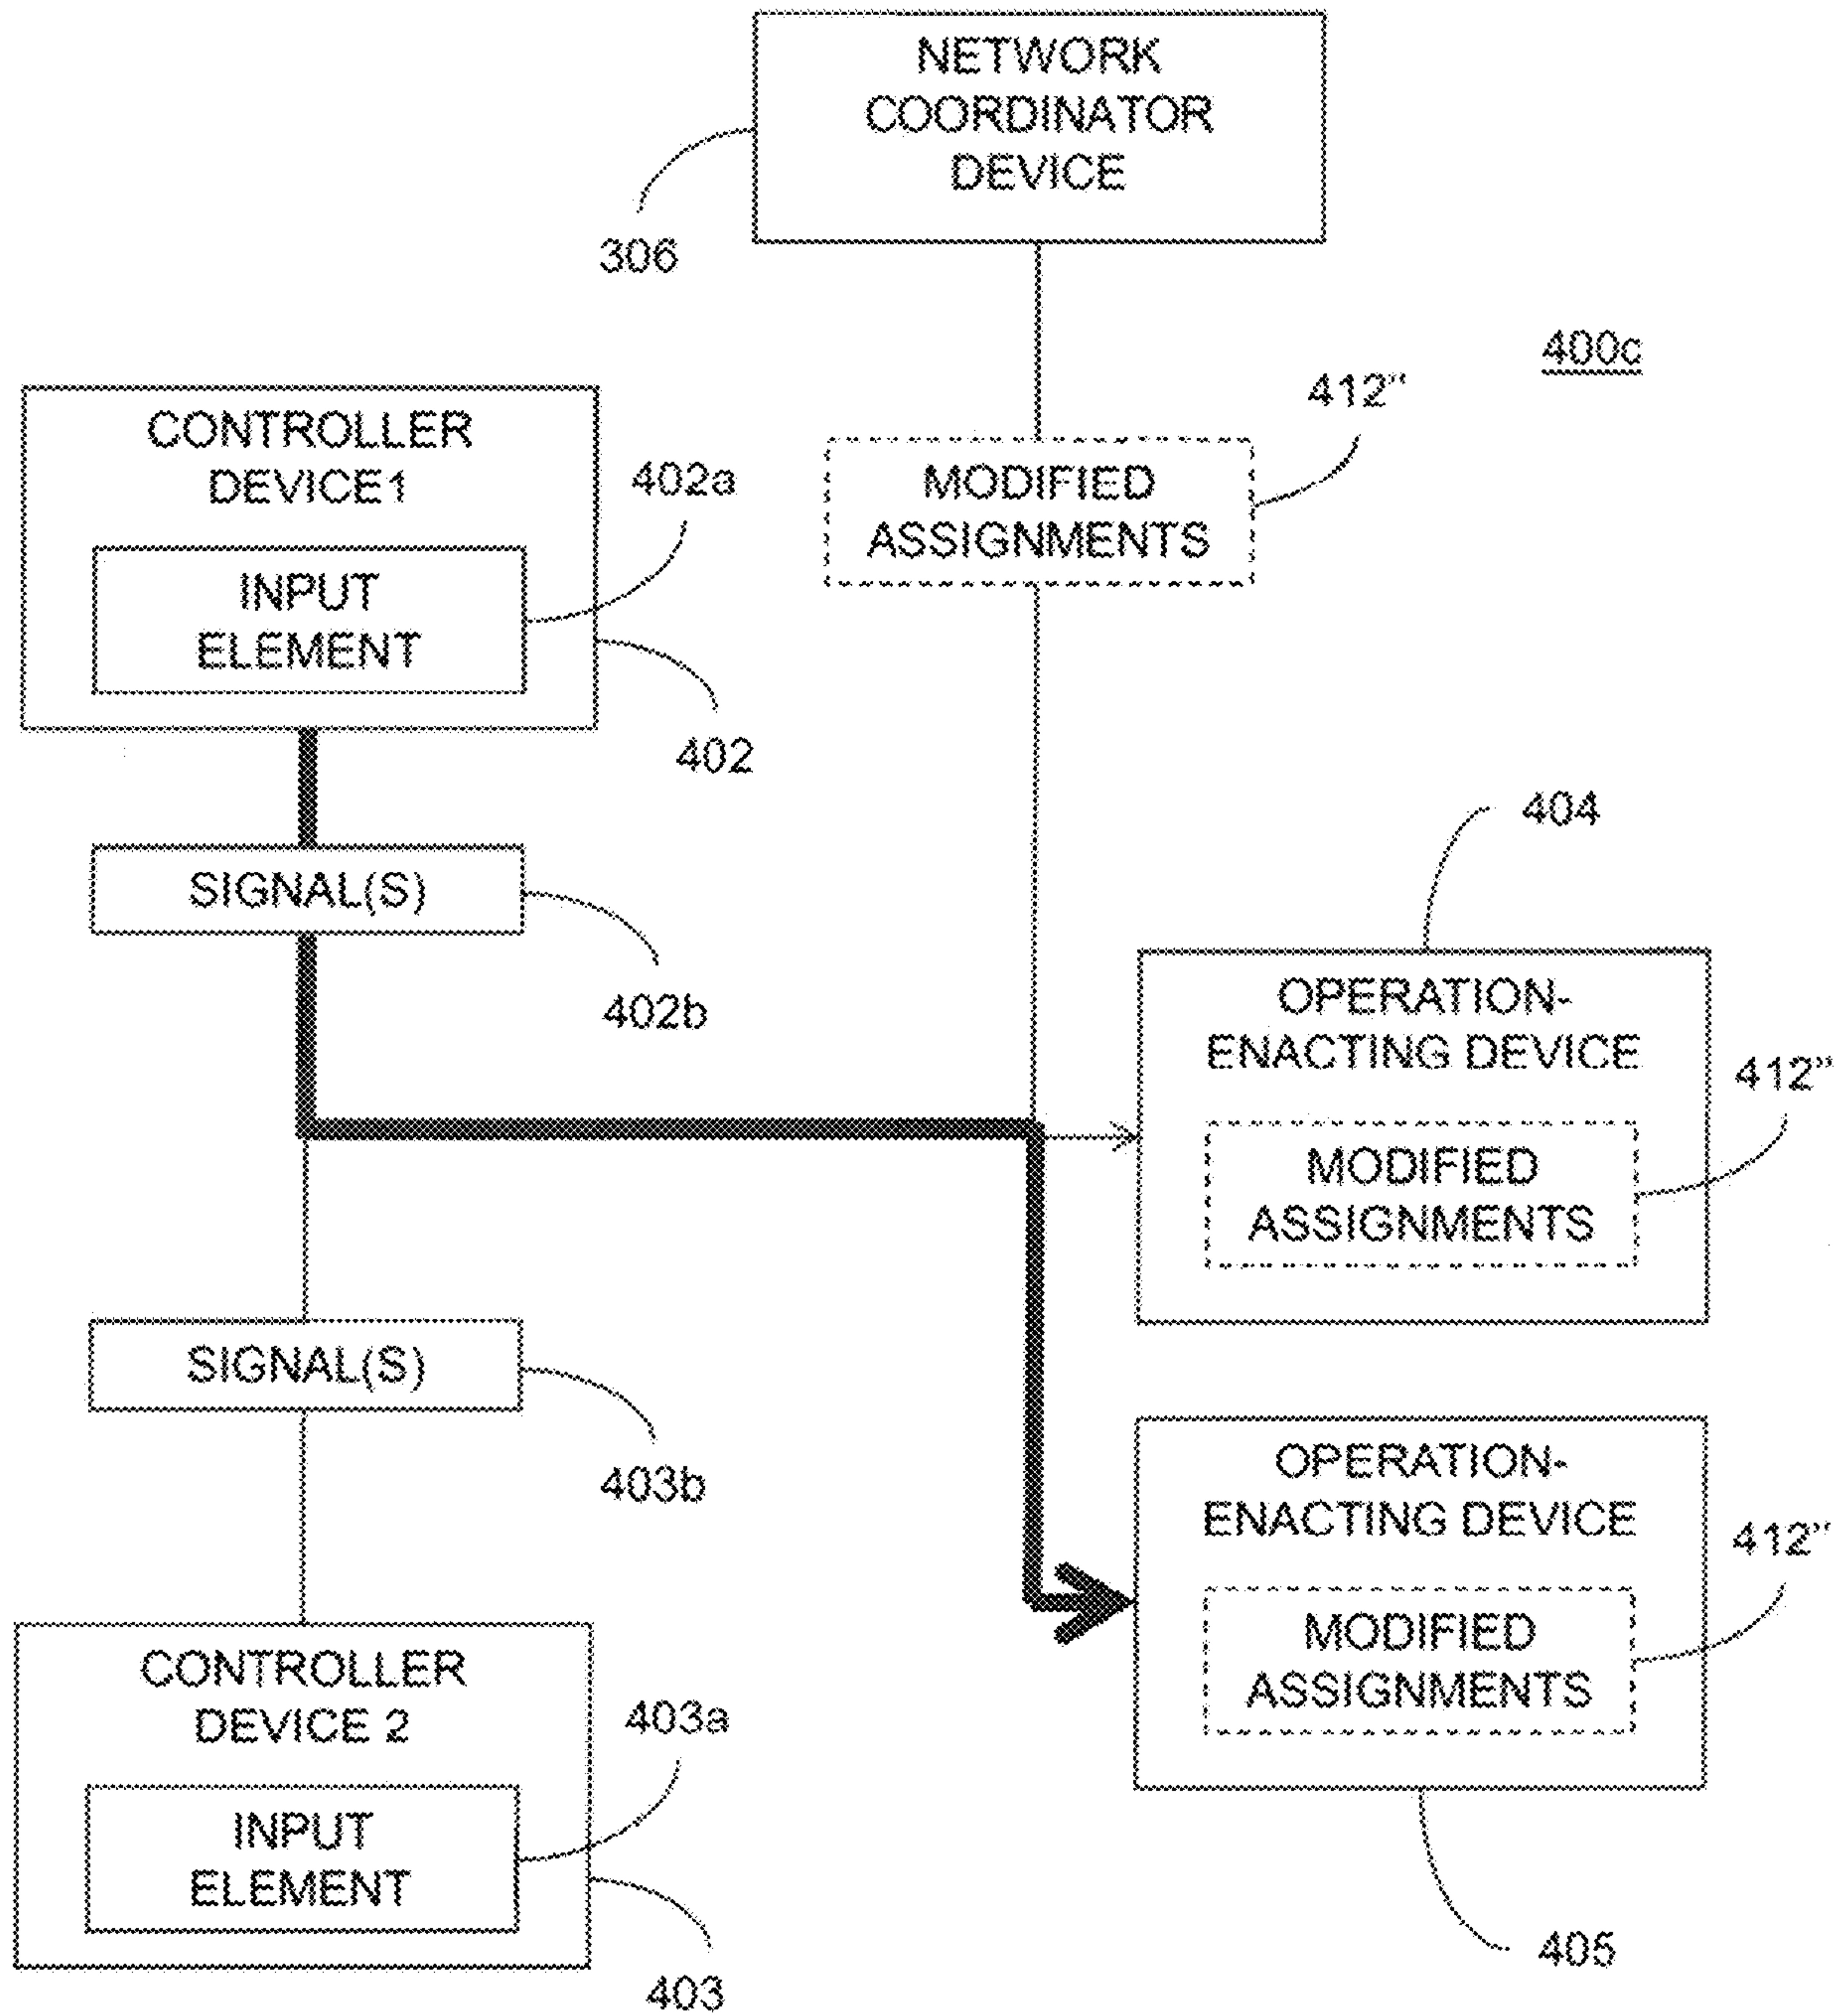 NETWORK
COORDINATOR
DEVICE
306
400c
412"
CONTROLLER
DEVICE1
402a
MODIFIED
ASSIGNMENTS
INPUT
ELEMENT
402
404
SIGNAL(S)
402b
OPERATION-
ENACTING DEVICE
412"
MODIFIED
ASSIGNMENTS
SIGNAL(S)
403b
OPERATION-
ENACTING DEVICE
412"
MODIFIED
ASSIGNMENTS
CONTROLLER
DEVICE 2
403a
INPUT
ELEMENT
405
403